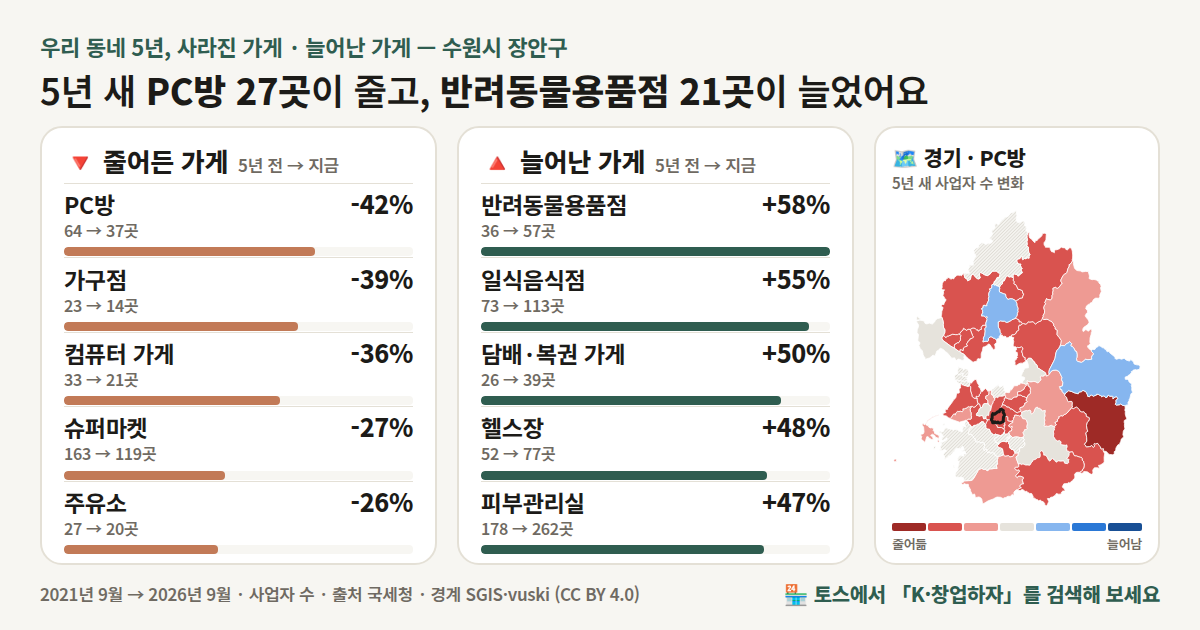 우리 동네 5년, 사라진 가게 · 늘어난 가게 — 수원시 장안구
5년 새 PC방 27곳이 줄고, 반려동물용품점 21곳이 늘었어요
줄어든 가게 5년 전 → 지금
PC방 -42%
64 → 37곳
가구점 -39%
23 → 14곳
컴퓨터 가게 -36%
33 → 21곳
슈퍼마켓 -27%
163 → 119곳
주유소 -26%
27 → 20곳
늘어난 가게 5년 전 → 지금
반려동물용품점 +58%
36 → 57곳
일식음식점 +55%
73 → 113곳
담배·복권 가게 +50%
26 → 39곳
헬스장 +48%
52 → 77곳
피부관리실 +47%
178 → 262곳
경기 · PC방
5년 새 사업자 수 변화
줄어듦 늘어남
2021년 9월 → 2026년 9월 · 사업자 수 · 출처 국세청 · 경계 SGIS·vuski (CC BY 4.0)
토스에서 「K·창업하자」를 검색해 보세요